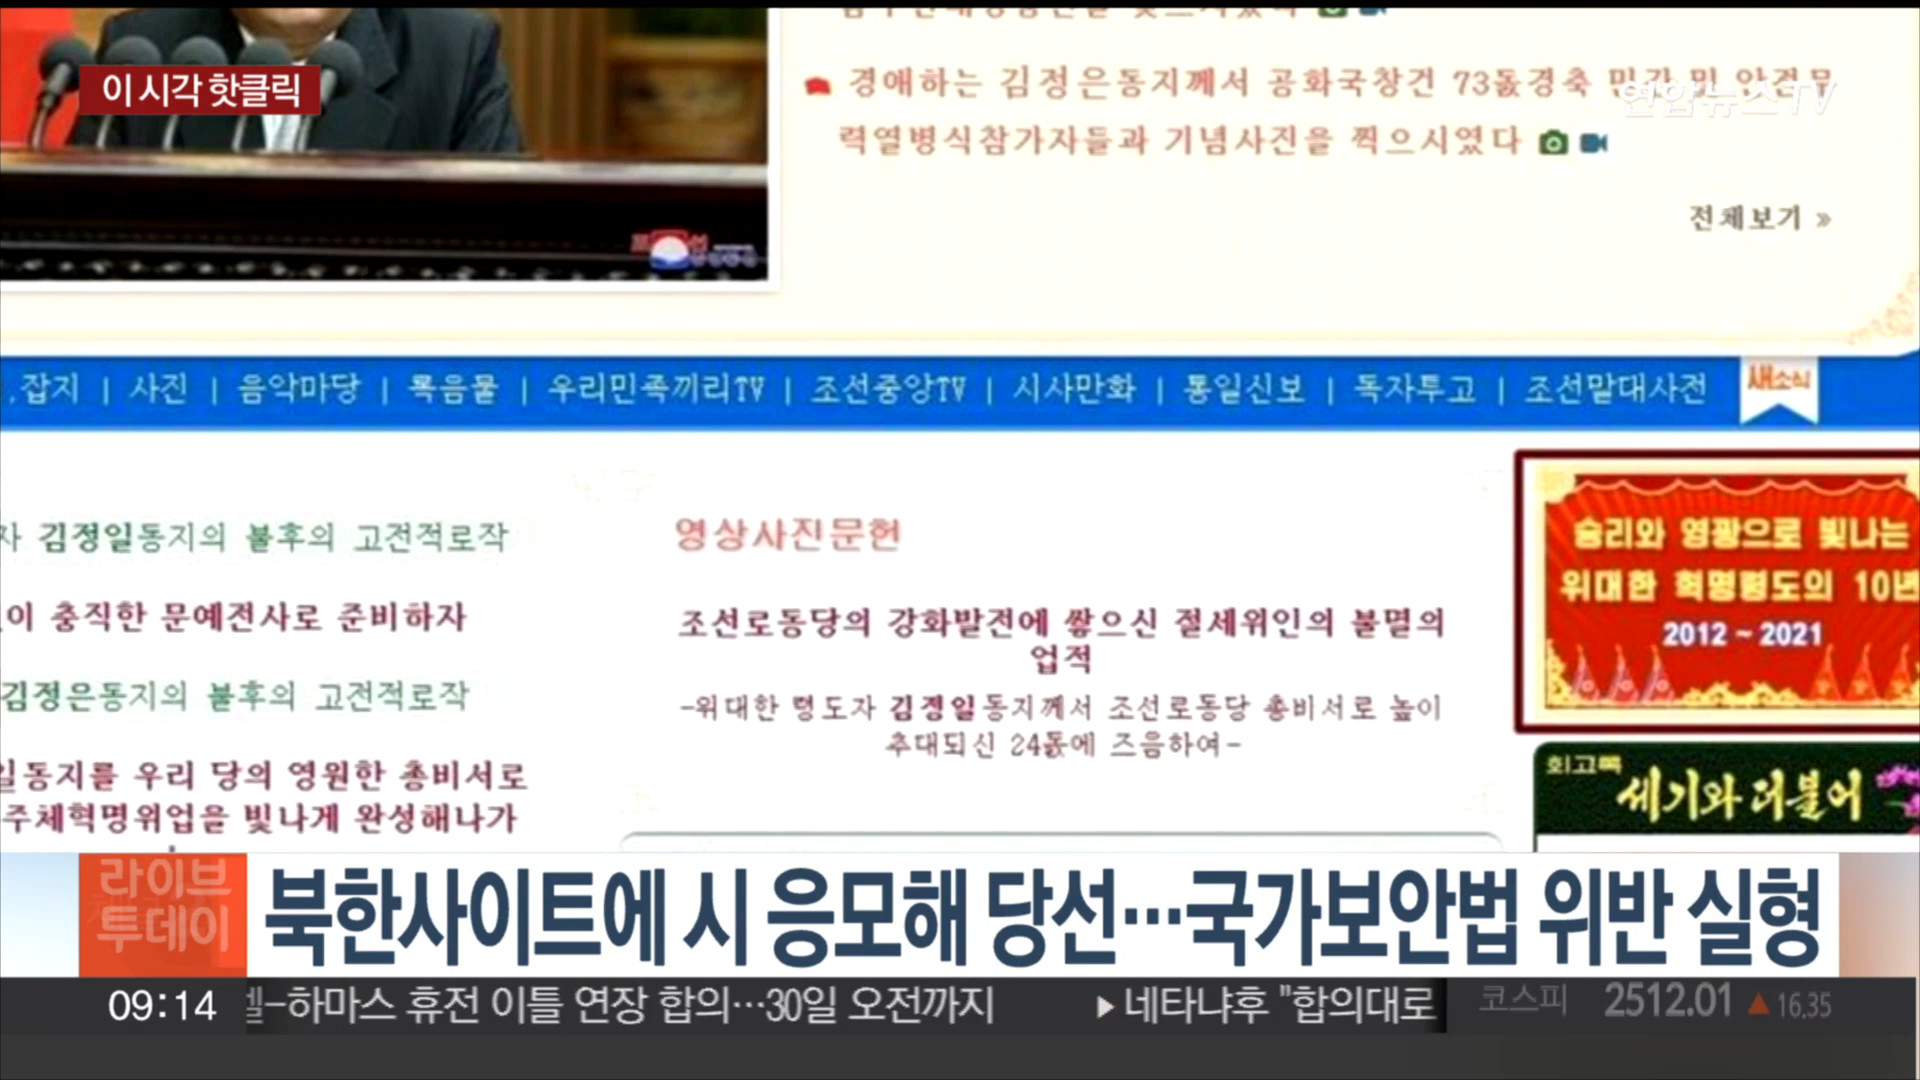 이 시각 핫클릭
연합뉴스TV
경애하는 김정은동지께서 공화국창건 73돐경축 민간 및 안전무
력열병식참가자들과 기념사진을 찍으시였다
전체보기 »
잡지 | 사진 | 음악마당 | 록음물 | 우리민족끼리TV | 조선중앙TV | 시사만화 | 통일신보 | 독자투고 | 조선말대사전
새소식
자 김정일동지의 불후의 고전적로작
이 충직한 문예전사로 준비하자
김정은동지의 불후의 고전적로작
일동지를 우리 당의 영원한 총비서로
주체혁명위업을 빛나게 완성해나가
영상사진문헌
조선로동당의 강화발전에 쌓으신 절세위인의 불멸의
업적
-위대한 령도자 김정일동지께서 조선로동당 총비서로 높이
추대되신 24돐에 즈음하여-
승리와 영광으로 빛나는
위대한 혁명령도의 10년
2012 ~ 2021
회고록
세기와 더불어
라이브
투데이
북한사이트에 시 응모해 당선…국가보안법 위반 실형
09:14
엘-하마스 휴전 이틀 연장 합의…30일 오전까지 ▶네타냐후 "합의대로
코스피 2512.01 ▲ 16.35